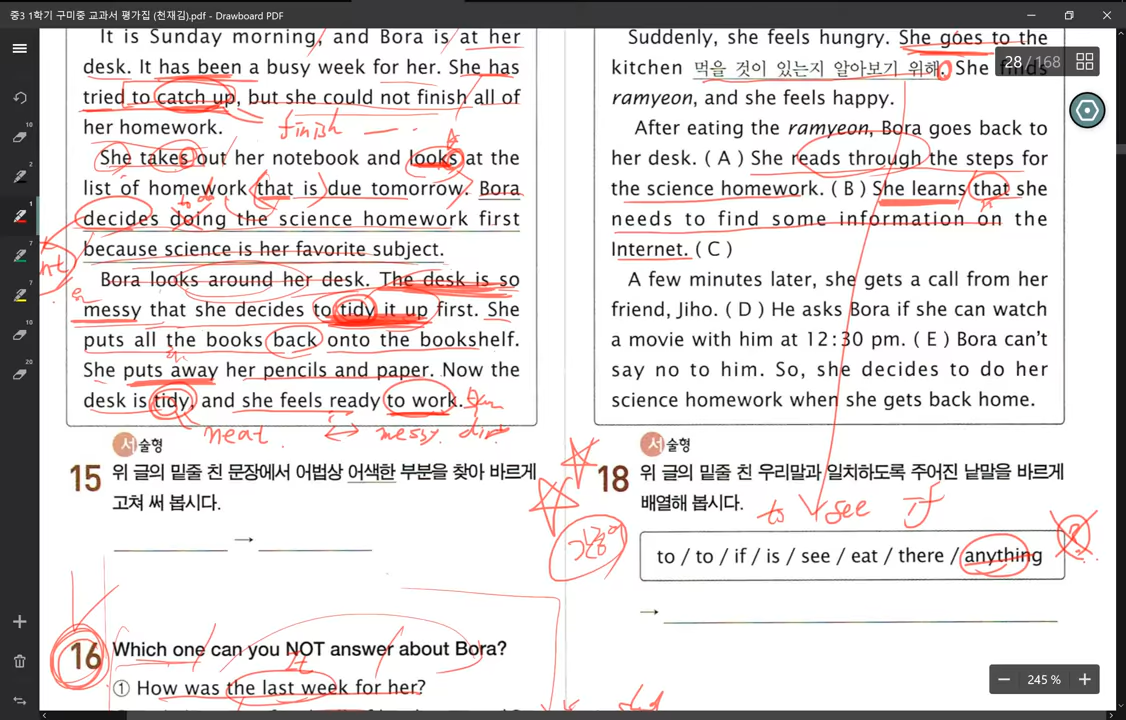 중3 1학기 구미중 교과서 평가집 (천재김).pdf - Drawboard PDF
28 / 168
It is Sunday morning, and Bora is at her
desk. It has been a busy week for her. She has
tried to catch up, but she could not finish all of
her homework.
finish
She takes out her notebook and looks at the
list of homework that is due tomorrow. Bora
to do
decides doing the science homework first
because science is her favorite subject.
Bora looks around her desk. The desk is so
messy that she decides to tidy it up first. She
puts all the books back onto the bookshelf.
She puts away her pencils and paper. Now the
desk is tidy, and she feels ready to work.
neat ↔ messy
서술형
15 위 글의 밑줄 친 문장에서 어법상 어색한 부분을 찾아 바르게
고쳐 써 봅시다.
→
16 Which one can you NOT answer about Bora?
It
① How was the last week for her?
Suddenly, she feels hungry. She goes to the
kitchen 먹을 것이 있는지 알아보기 위해. She finds
ramyeon, and she feels happy.
After eating the ramyeon, Bora goes back to
her desk. ( A ) She reads through the steps for
the science homework. ( B ) She learns that she
needs to find some information on the
Internet. ( C )
A few minutes later, she gets a call from her
friend, Jiho. ( D ) He asks Bora if she can watch
a movie with him at 12:30 pm. ( E ) Bora can't
say no to him. So, she decides to do her
science homework when she gets back home.
서술형
18 위 글의 밑줄 친 우리말과 일치하도록 주어진 낱말을 바르게
배열해 봅시다.
to see if
to / to / if / is / see / eat / there / anything
→
245 %